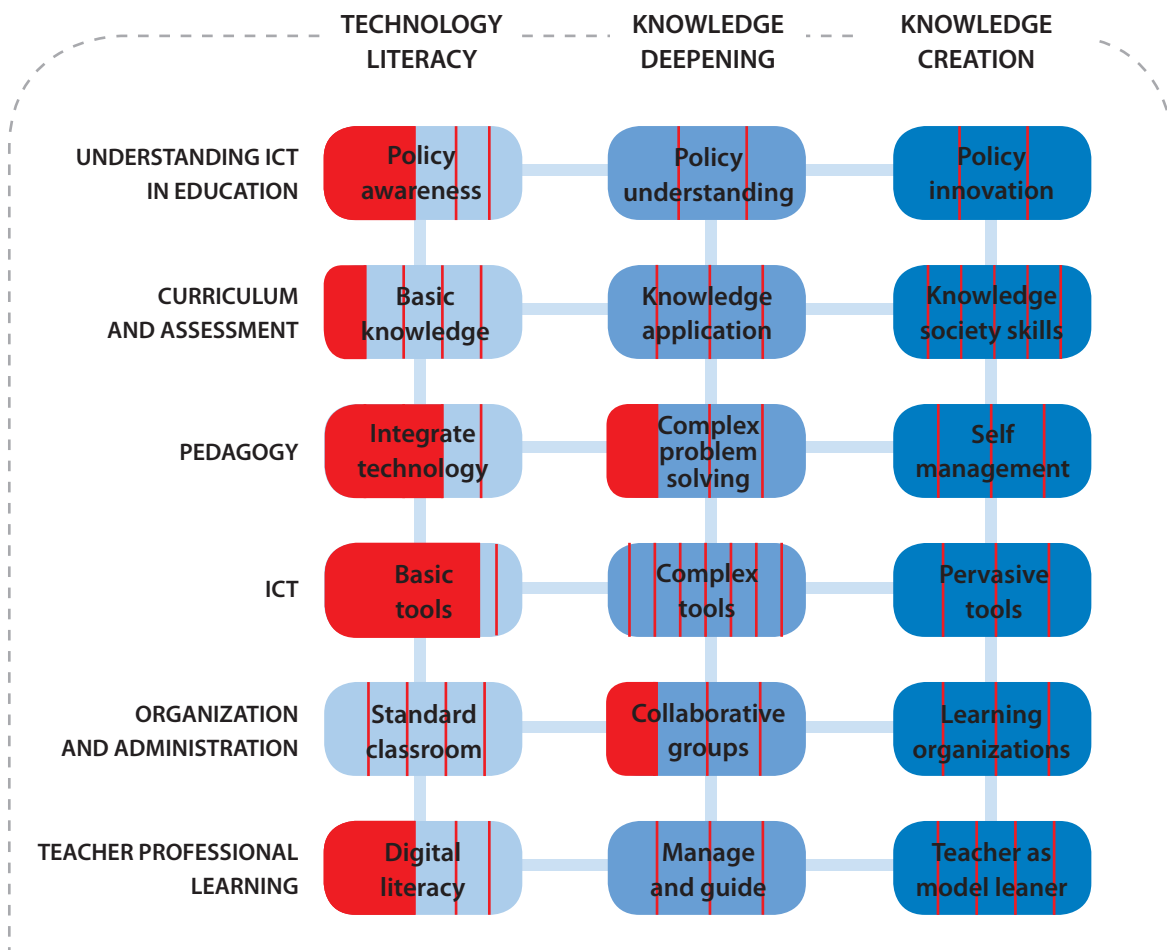 TECHNOLOGY
LITERACY
KNOWLEDGE
DEEPENING
KNOWLEDGE
CREATION
UNDERSTANDING ICT
IN EDUCATION
Policy
awareness
Policy
understanding
Policy
innovation
CURRICULUM
AND ASSESSMENT
Basic
knowledge
Knowledge
application
Knowledge
society skills
PEDAGOGY
Integrate
technology
Complex
problem
solving
Self
management
ICT
Basic
tools
Complex
tools
Pervasive
tools
ORGANIZATION
AND ADMINISTRATION
Standard
classroom
Collaborative
groups
Learning
organizations
TEACHER PROFESSIONAL
LEARNING
Digital
literacy
Manage
and guide
Teacher as
model leaner